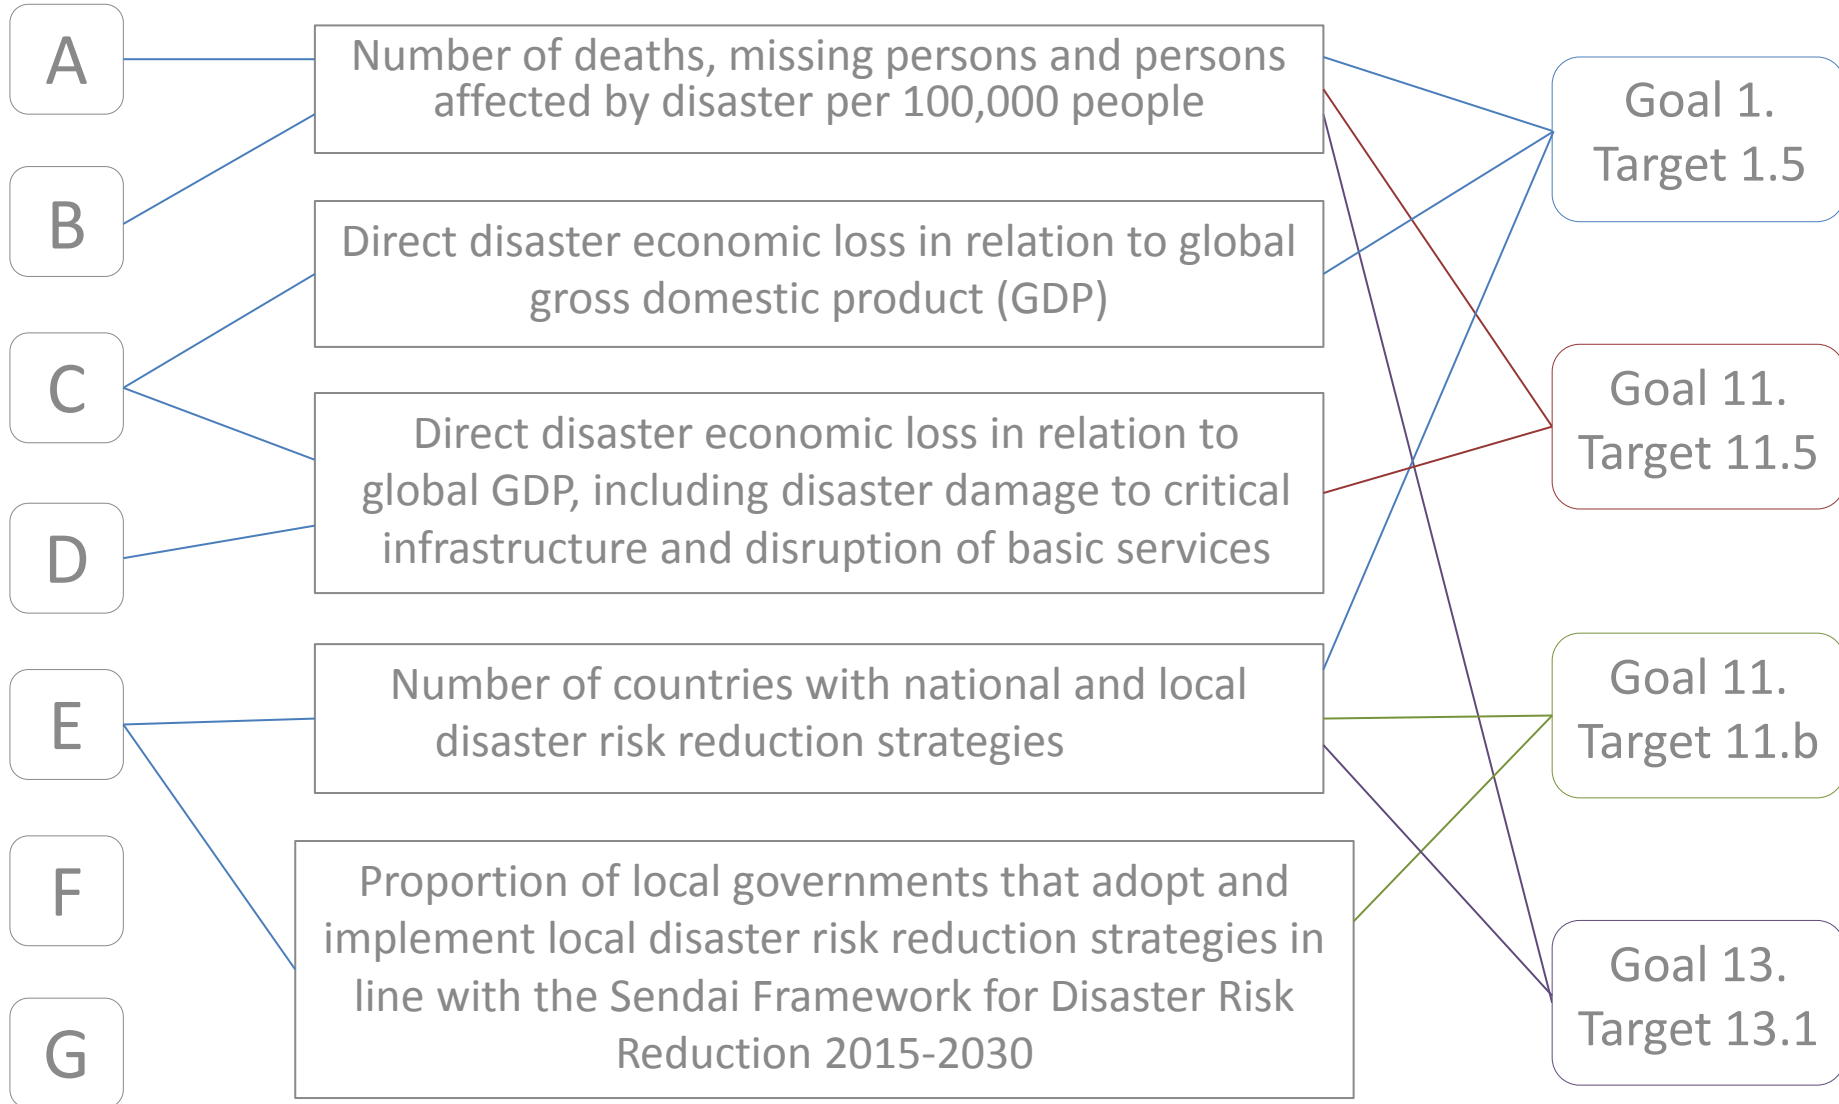 A
B
C
D
E
F
G
Number of deaths, missing persons and persons
affected by disaster per 100,000 people
Direct disaster economic loss in relation to global
gross domestic product (GDP)
Direct disaster economic loss in relation to
global GDP, including disaster damage to critical
infrastructure and disruption of basic services
Number of countries with national and local
disaster risk reduction strategies
Proportion of local governments that adopt and
implement local disaster risk reduction strategies in
line with the Sendai Framework for Disaster Risk
Reduction 2015-2030
Goal 1.
Target 1.5
Goal 11.
Target 11.5
Goal 11.
Target 11.b
Goal 13.
Target 13.1